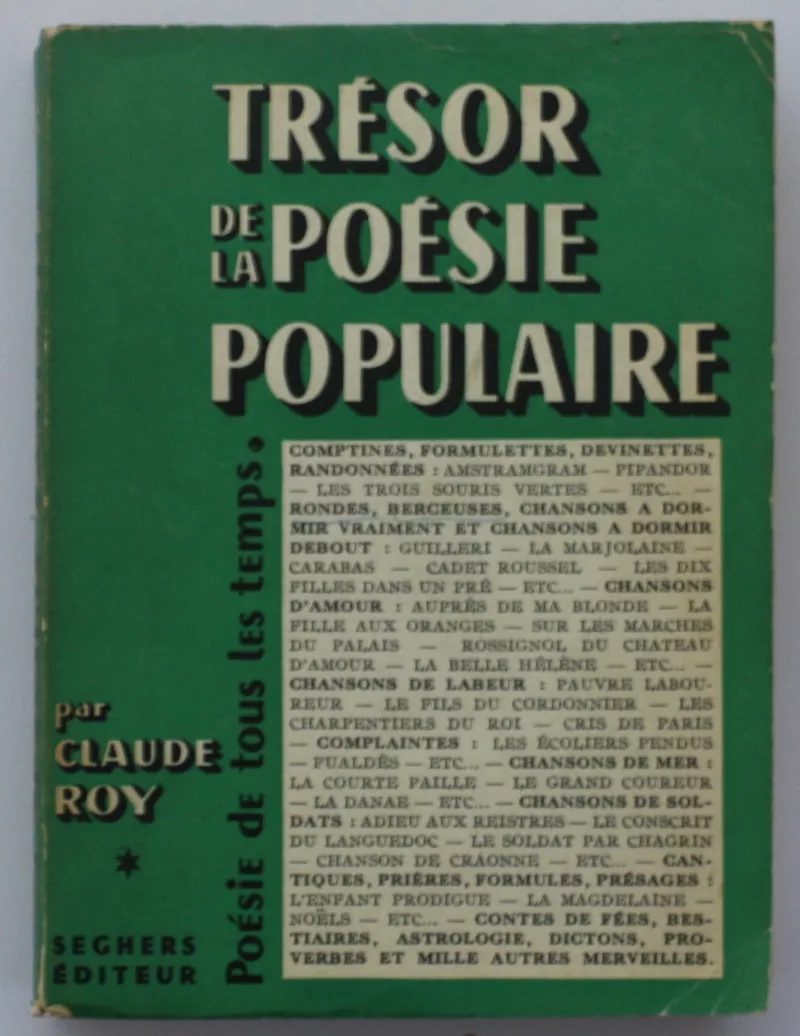 TRÉSOR
DE LA POÉSIE
POPULAIRE
COMPTINES, FORMULETTES, DEVINETTES,
RANDONNÉES : AMSTRAMGRAM — PIPANDOR
— LES TROIS SOURIS VERTES — ETC... —
RONDES, BERCEUSES, CHANSONS A DOR-
MIR VRAIMENT ET CHANSONS A DORMIR
DEBOUT : GUILLERI — LA MARJOLAINE —
CARABAS — CADET ROUSSEL — LES DIX
FILLES DANS UN PRÉ — ETC... — CHANSONS
D'AMOUR : AUPRÈS DE MA BLONDE — LA
FILLE AUX ORANGES — SUR LES MARCHES
DU PALAIS — ROSSIGNOL DU CHATEAU
D'AMOUR — LA BELLE HÉLÈNE — ETC... —
CHANSONS DE LABEUR : PAUVRE LABOU-
REUR — LE FILS DU CORDONNIER — LES
CHARPENTIERS DU ROI — CRIS DE PARIS
— COMPLAINTES : LES ÉCOLIERS PENDUS
— FUALDÈS — ETC... — CHANSONS DE MER :
LA COURTE PAILLE — LE GRAND COUREUR
— LA DANAE — ETC... — CHANSONS DE SOL-
DATS : ADIEU AUX REISTRES — LE CONSCRIT
DU LANGUEDOC — LE SOLDAT PAR CHAGRIN
— CHANSON DE CRAONNE — ETC... — CAN-
TIQUES, PRIÈRES, FORMULES, PRÉSAGES :
L'ENFANT PRODIGUE — LA MAGDELAINE —
NOËLS — ETC... — CONTES DE FÉES, BES-
TIAIRES, ASTROLOGIE, DICTONS, PRO-
VERBES ET MILLE AUTRES MERVEILLES.
Poésie de tous les temps.
par
CLAUDE
ROY
SEGHERS
ÉDITEUR